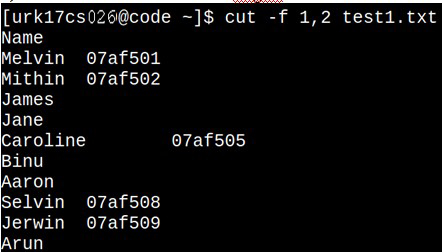 [urk17cs026@code ~]$ cut -f 1,2 test1.txt
Name
Melvin  07af501
Mithin  07af502
James
Jane
Caroline        07af505
Binu
Aaron
Selvin  07af508
Jerwin  07af509
Arun